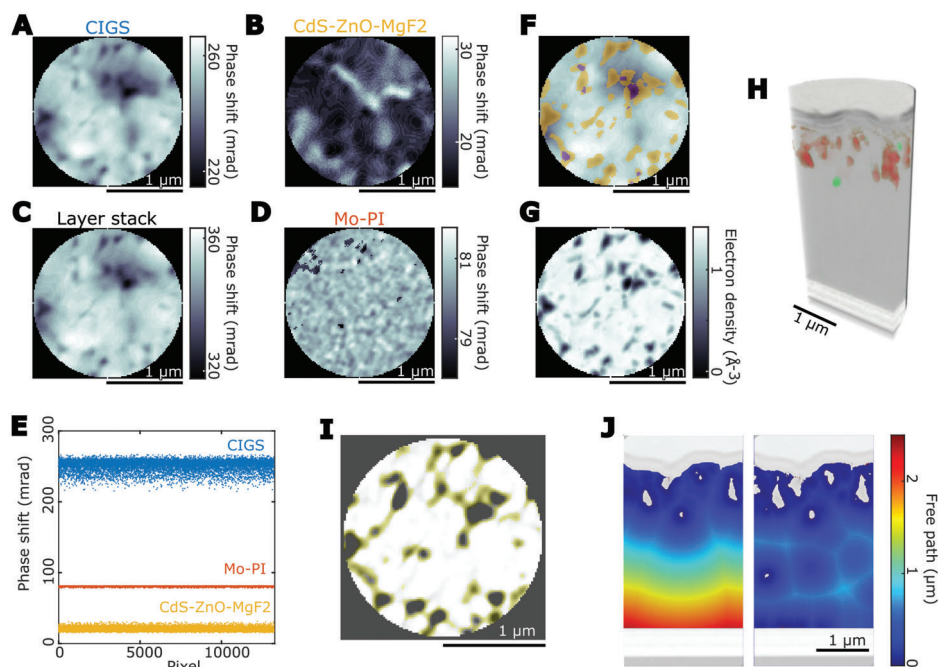 A
CIGS
260
220
Phase shift (mrad)
1 μm
B
CdS-ZnO-MgF2
30
20
Phase shift (mrad)
1 μm
F
1 μm
H
1 μm
C
Layer stack
360
320
Phase shift (mrad)
1 μm
D
Mo-PI
81
79
Phase shift (mrad)
1 μm
G
1
0
Electron density (Å-3)
1 μm
E
300
200
100
0
Phase shift (mrad)
CIGS
Mo-PI
CdS-ZnO-MgF2
0
5000
10000
Pixel
I
1 μm
J
2
1
0
Free path (μm)
1 μm